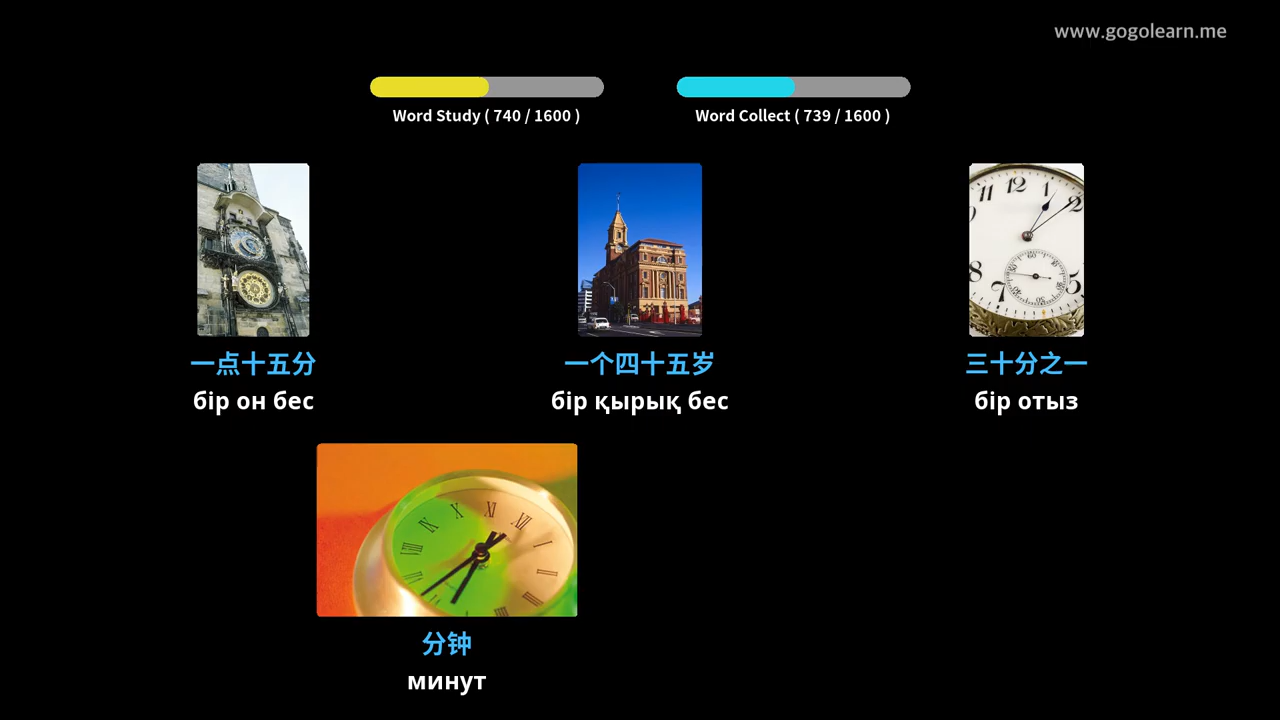 www.gogolearn.me
Word Study ( 740 / 1600 )
Word Collect ( 739 / 1600 )
一点十五分
一个四十五岁
三十分之一
бір он бес
бір қырық бес
бір отыз
分钟
минут